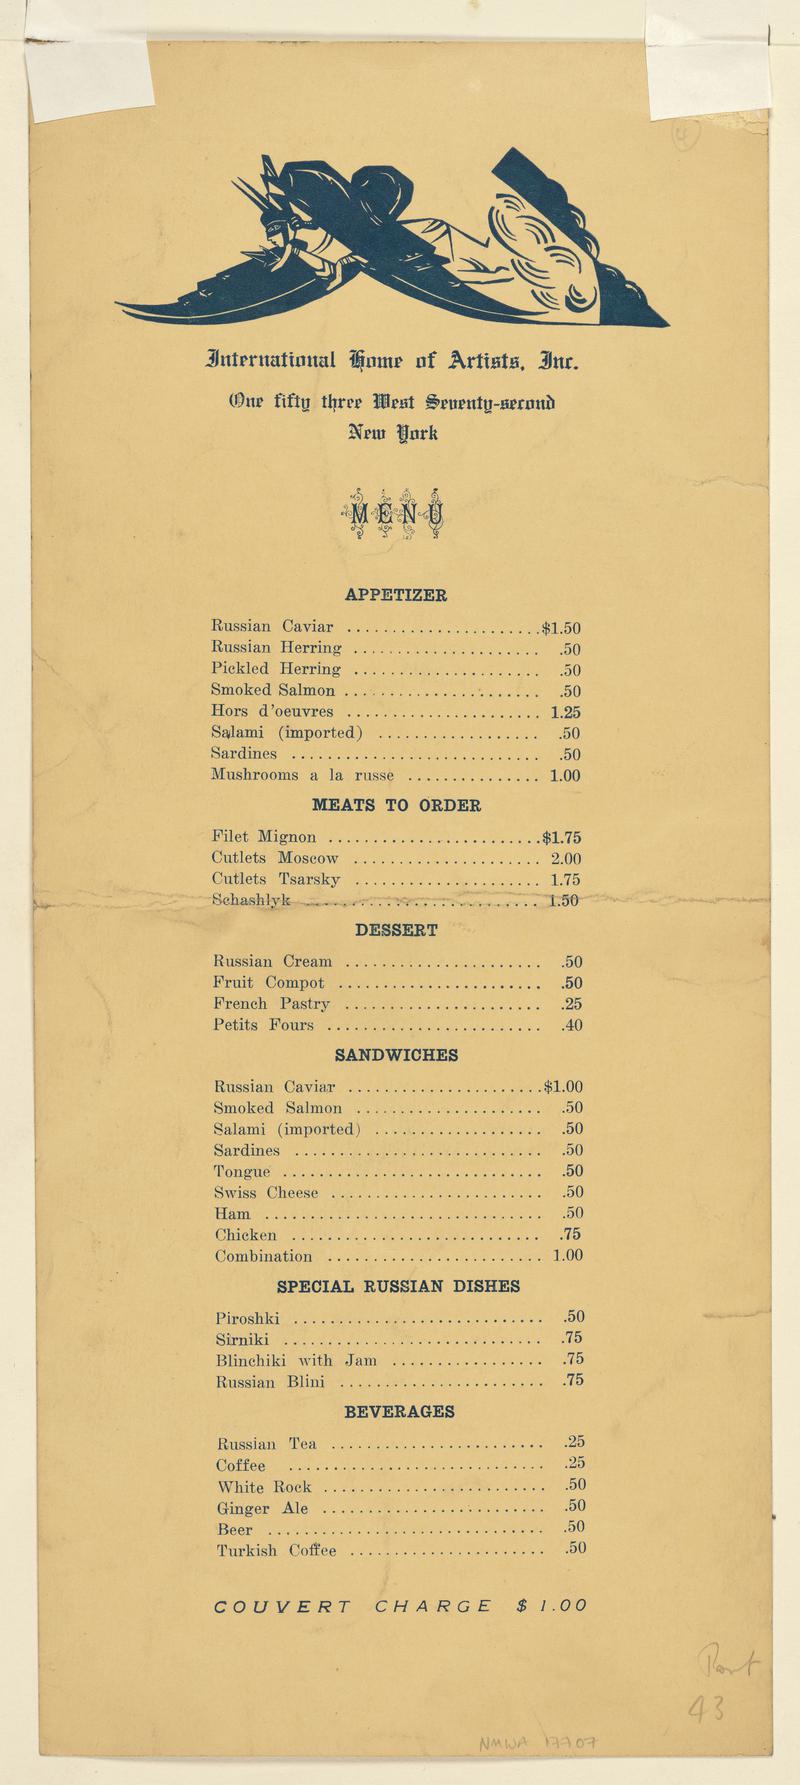 4
International Home of Artists, Inc.
One fifty three West Seventy-second
New York
MENU
APPETIZER
Russian Caviar ......................$1.50
Russian Herring ..................... .50
Pickled Herring ..................... .50
Smoked Salmon ...................... .50
Hors d'oeuvres ...................... 1.25
Salami (imported) .................. .50
Sardines ............................ .50
Mushrooms a la russe ............... 1.00
MEATS TO ORDER
Filet Mignon ........................$1.75
Cutlets Moscow ..................... 2.00
Cutlets Tsarsky ..................... 1.75
Schashlyk .......................... 1.50
DESSERT
Russian Cream ...................... .50
Fruit Compot ....................... .50
French Pastry ...................... .25
Petits Fours ........................ .40
SANDWICHES
Russian Caviar ......................$1.00
Smoked Salmon ..................... .50
Salami (imported) ................... .50
Sardines ............................ .50
Tongue ............................. .50
Swiss Cheese ........................ .50
Ham ............................... .50
Chicken ............................ .75
Combination ........................ 1.00
SPECIAL RUSSIAN DISHES
Piroshki ............................ .50
Sirniki ............................. .75
Blinchiki with Jam ................. .75
Russian Blini ....................... .75
BEVERAGES
Russian Tea ........................ .25
Coffee ............................. .25
White Rock ......................... .50
Ginger Ale ......................... .50
Beer ............................... .50
Turkish Coffee ...................... .50
COUVERT CHARGE $1.00
43
NMWA 17707